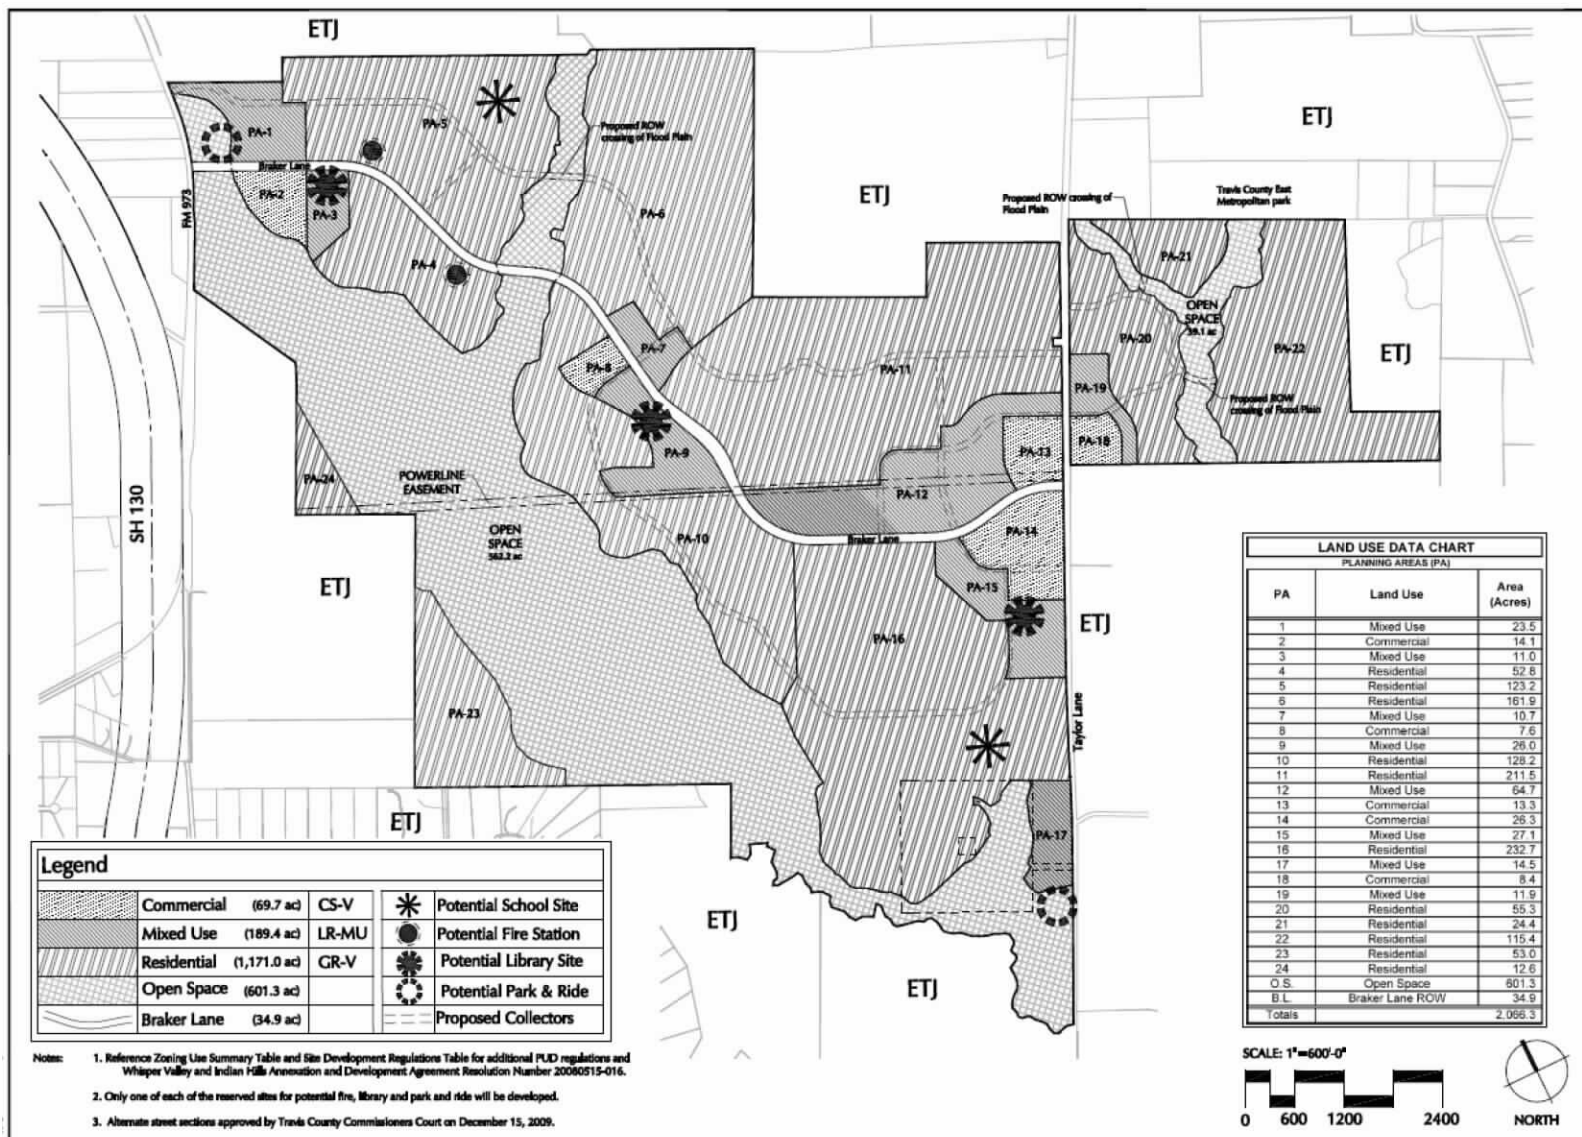 ETJ
ETJ
ETJ
PA-1
PA-5
Proposed ROW
crossing of Flood Plain
Braker Lane
PA-2
PA-3
FM 973
PA-6
PA-4
Proposed ROW crossing of
Flood Plain
Travis County East
Metropolitan park
PA-21
OPEN
SPACE
39.1 ac
PA-20
PA-22
ETJ
PA-7
PA-8
PA-11
PA-19
Proposed ROW
crossing of Flood Plain
PA-18
PA-9
PA-13
PA-24
POWERLINE
EASEMENT
PA-12
SH 130
OPEN
SPACE
562.2 ac
PA-10
Braker Lane
PA-14
ETJ
PA-15
ETJ
PA-16
PA-23
Taylor Lane
ETJ
PA-17
ETJ
ETJ
LAND USE DATA CHART
PLANNING AREAS (PA)
PA Land Use Area (Acres)
1 Mixed Use 23.5
2 Commercial 14.1
3 Mixed Use 11.0
4 Residential 52.8
5 Residential 123.2
6 Residential 161.9
7 Mixed Use 10.7
8 Commercial 7.6
9 Mixed Use 26.0
10 Residential 128.2
11 Residential 211.5
12 Mixed Use 64.7
13 Commercial 13.3
14 Commercial 26.3
15 Mixed Use 27.1
16 Residential 232.7
17 Mixed Use 14.5
18 Commercial 8.4
19 Mixed Use 11.9
20 Residential 55.3
21 Residential 24.4
22 Residential 115.4
23 Residential 53.0
24 Residential 12.6
O.S. Open Space 601.3
B.L. Braker Lane ROW 34.9
Totals 2,066.3
Legend
Commercial (69.7 ac) CS-V Potential School Site
Mixed Use (189.4 ac) LR-MU Potential Fire Station
Residential (1,171.0 ac) GR-V Potential Library Site
Open Space (601.3 ac) Potential Park & Ride
Braker Lane (34.9 ac) Proposed Collectors
Notes: 1. Reference Zoning Use Summary Table and Site Development Regulations Table for additional PUD regulations and
Whisper Valley and Indian Hills Annexation and Development Agreement Resolution Number 20080515-016.
2. Only one of each of the reserved sites for potential fire, library and park and ride will be developed.
3. Alternate street sections approved by Travis County Commissioners Court on December 15, 2009.
SCALE: 1"=600'-0"
0 600 1200 2400
NORTH